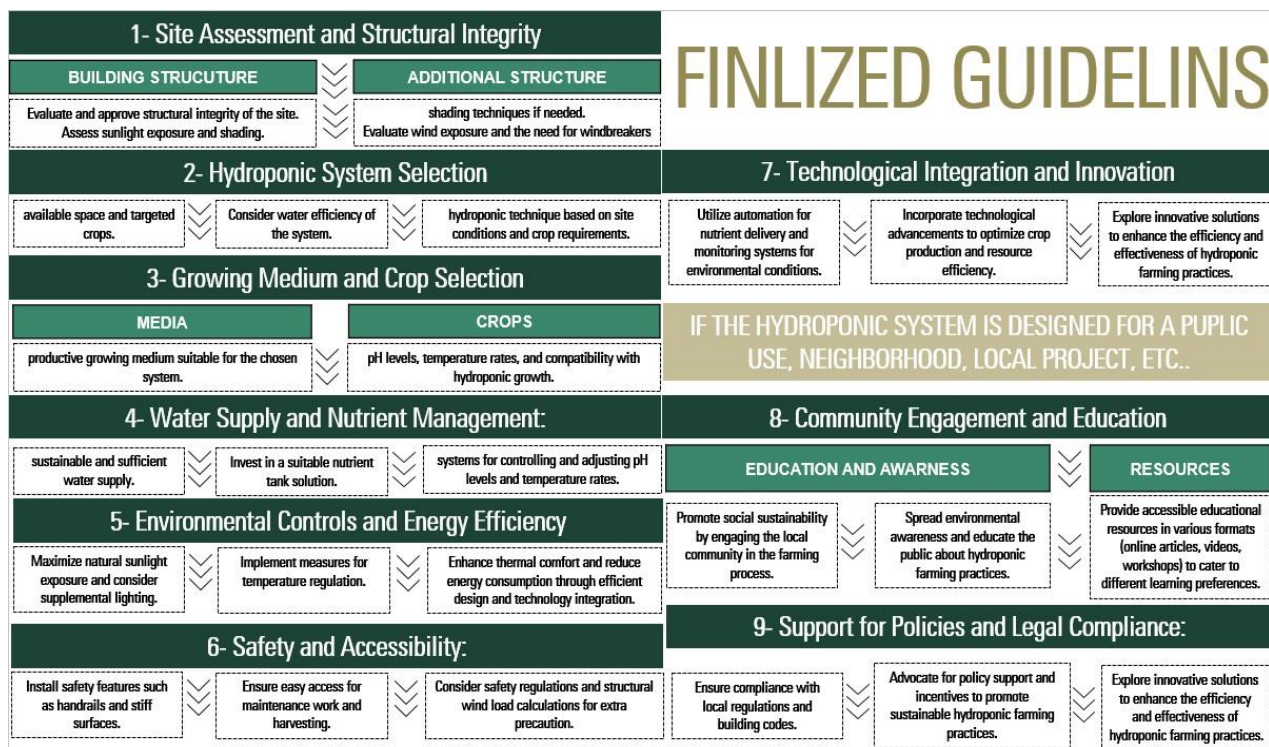 1- Site Assessment and Structural Integrity
BUILDING STRUCUTURE
ADDITIONAL STRUCTURE
Evaluate and approve structural integrity of the site.
Assess sunlight exposure and shading.
shading techniques if needed.
Evaluate wind exposure and the need for windbreakers
2- Hydroponic System Selection
available space and targeted
crops.
Consider water efficiency of
the system.
hydroponic technique based on site
conditions and crop requirements.
3- Growing Medium and Crop Selection
MEDIA
CROPS
productive growing medium suitable for the chosen
system.
pH levels, temperature rates, and compatibility with
hydroponic growth.
4- Water Supply and Nutrient Management:
sustainable and sufficient
water supply.
Invest in a suitable nutrient
tank solution.
systems for controlling and adjusting pH
levels and temperature rates.
5- Environmental Controls and Energy Efficiency
Maximize natural sunlight
exposure and consider
supplemental lighting.
Implement measures for
temperature regulation.
Enhance thermal comfort and reduce
energy consumption through efficient
design and technology integration.
6- Safety and Accessibility:
Install safety features such
as handrails and stiff
surfaces.
Ensure easy access for
maintenance work and
harvesting.
Consider safety regulations and structural
wind load calculations for extra
precaution.
FINLIZED GUIDELINS
7- Technological Integration and Innovation
Utilize automation for
nutrient delivery and
monitoring systems for
environmental conditions.
Incorporate technological
advancements to optimize crop
production and resource
efficiency.
Explore innovative solutions
to enhance the efficiency and
effectiveness of hydroponic
farming practices.
IF THE HYDROPONIC SYSTEM IS DESIGNED FOR A PUPLIC
USE, NEIGHBORHOOD, LOCAL PROJECT, ETC..
8- Community Engagement and Education
EDUCATION AND AWARNESS
RESOURCES
Promote social sustainability
by engaging the local
community in the farming
process.
Spread environmental
awareness and educate the
public about hydroponic
farming practices.
Provide accessible educational
resources in various formats
(online articles, videos,
workshops) to cater to
different learning preferences.
9- Support for Policies and Legal Compliance:
Ensure compliance with
local regulations and
building codes.
Advocate for policy support and
incentives to promote
sustainable hydroponic farming
practices.
Explore innovative solutions
to enhance the efficiency
and effectiveness of
hydroponic farming practices.